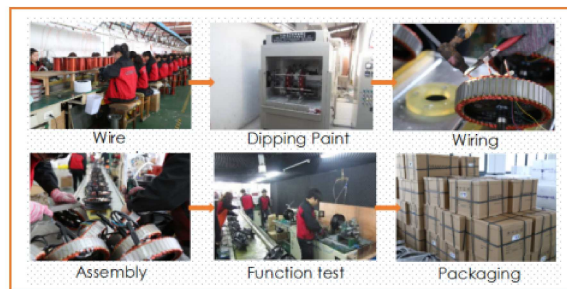 Wire
Dipping Paint
Wiring
Assembly
Function test
Packaging